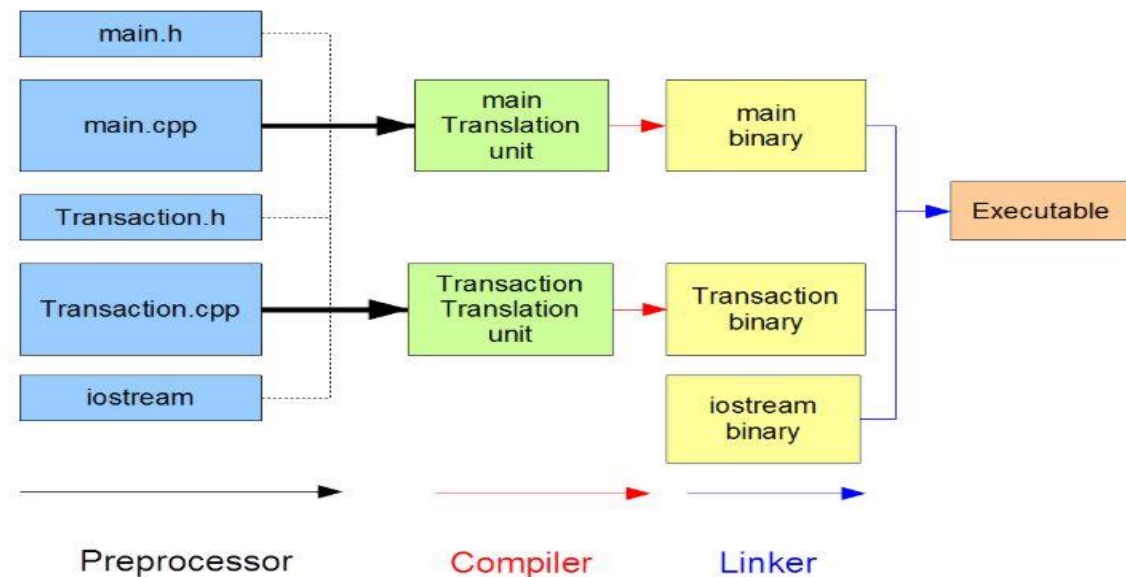 main.h
main.cpp
Transaction.h
Transaction.cpp
iostream
main
Translation
unit
Transaction
Translation
unit
main
binary
Transaction
binary
iostream
binary
Executable
Preprocessor
Compiler
Linker